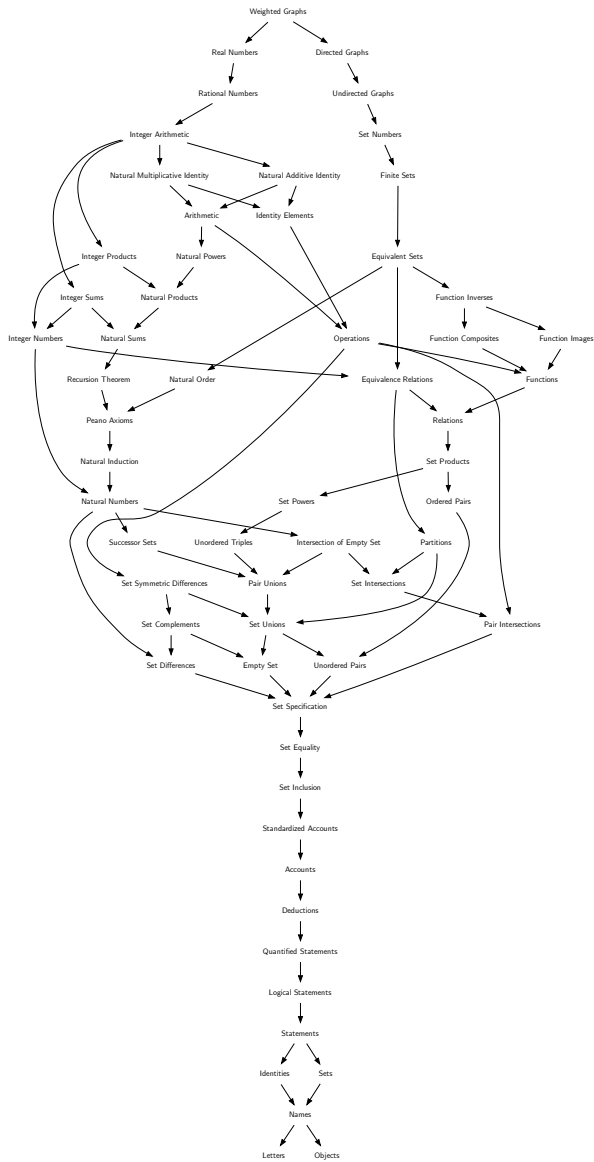 Weighted Graphs
Real Numbers
Directed Graphs
Rational Numbers
Undirected Graphs
Integer Arithmetic
Set Numbers
Natural Multiplicative Identity
Natural Additive Identity
Finite Sets
Arithmetic
Identity Elements
Integer Products
Natural Powers
Equivalent Sets
Integer Sums
Natural Products
Function Inverses
Integer Numbers
Natural Sums
Operations
Function Composites
Function Images
Recursion Theorem
Natural Order
Equivalence Relations
Functions
Peano Axioms
Relations
Natural Induction
Set Products
Natural Numbers
Set Powers
Ordered Pairs
Successor Sets
Unordered Triples
Intersection of Empty Set
Partitions
Set Symmetric Differences
Pair Unions
Set Intersections
Set Complements
Set Unions
Pair Intersections
Set Differences
Empty Set
Unordered Pairs
Set Specification
Set Equality
Set Inclusion
Standardized Accounts
Accounts
Deductions
Quantified Statements
Logical Statements
Statements
Identities
Sets
Names
Letters
Objects